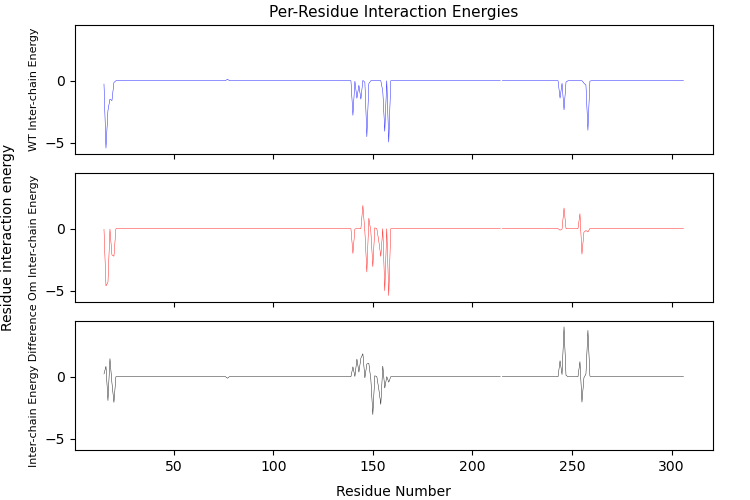 Per-Residue Interaction Energies
Residue interaction energy
WT Inter-chain Energy
0
−5
Om Inter-chain Energy
0
−5
Inter-chain Energy Difference
0
−5
50
100
150
200
250
300
Residue Number